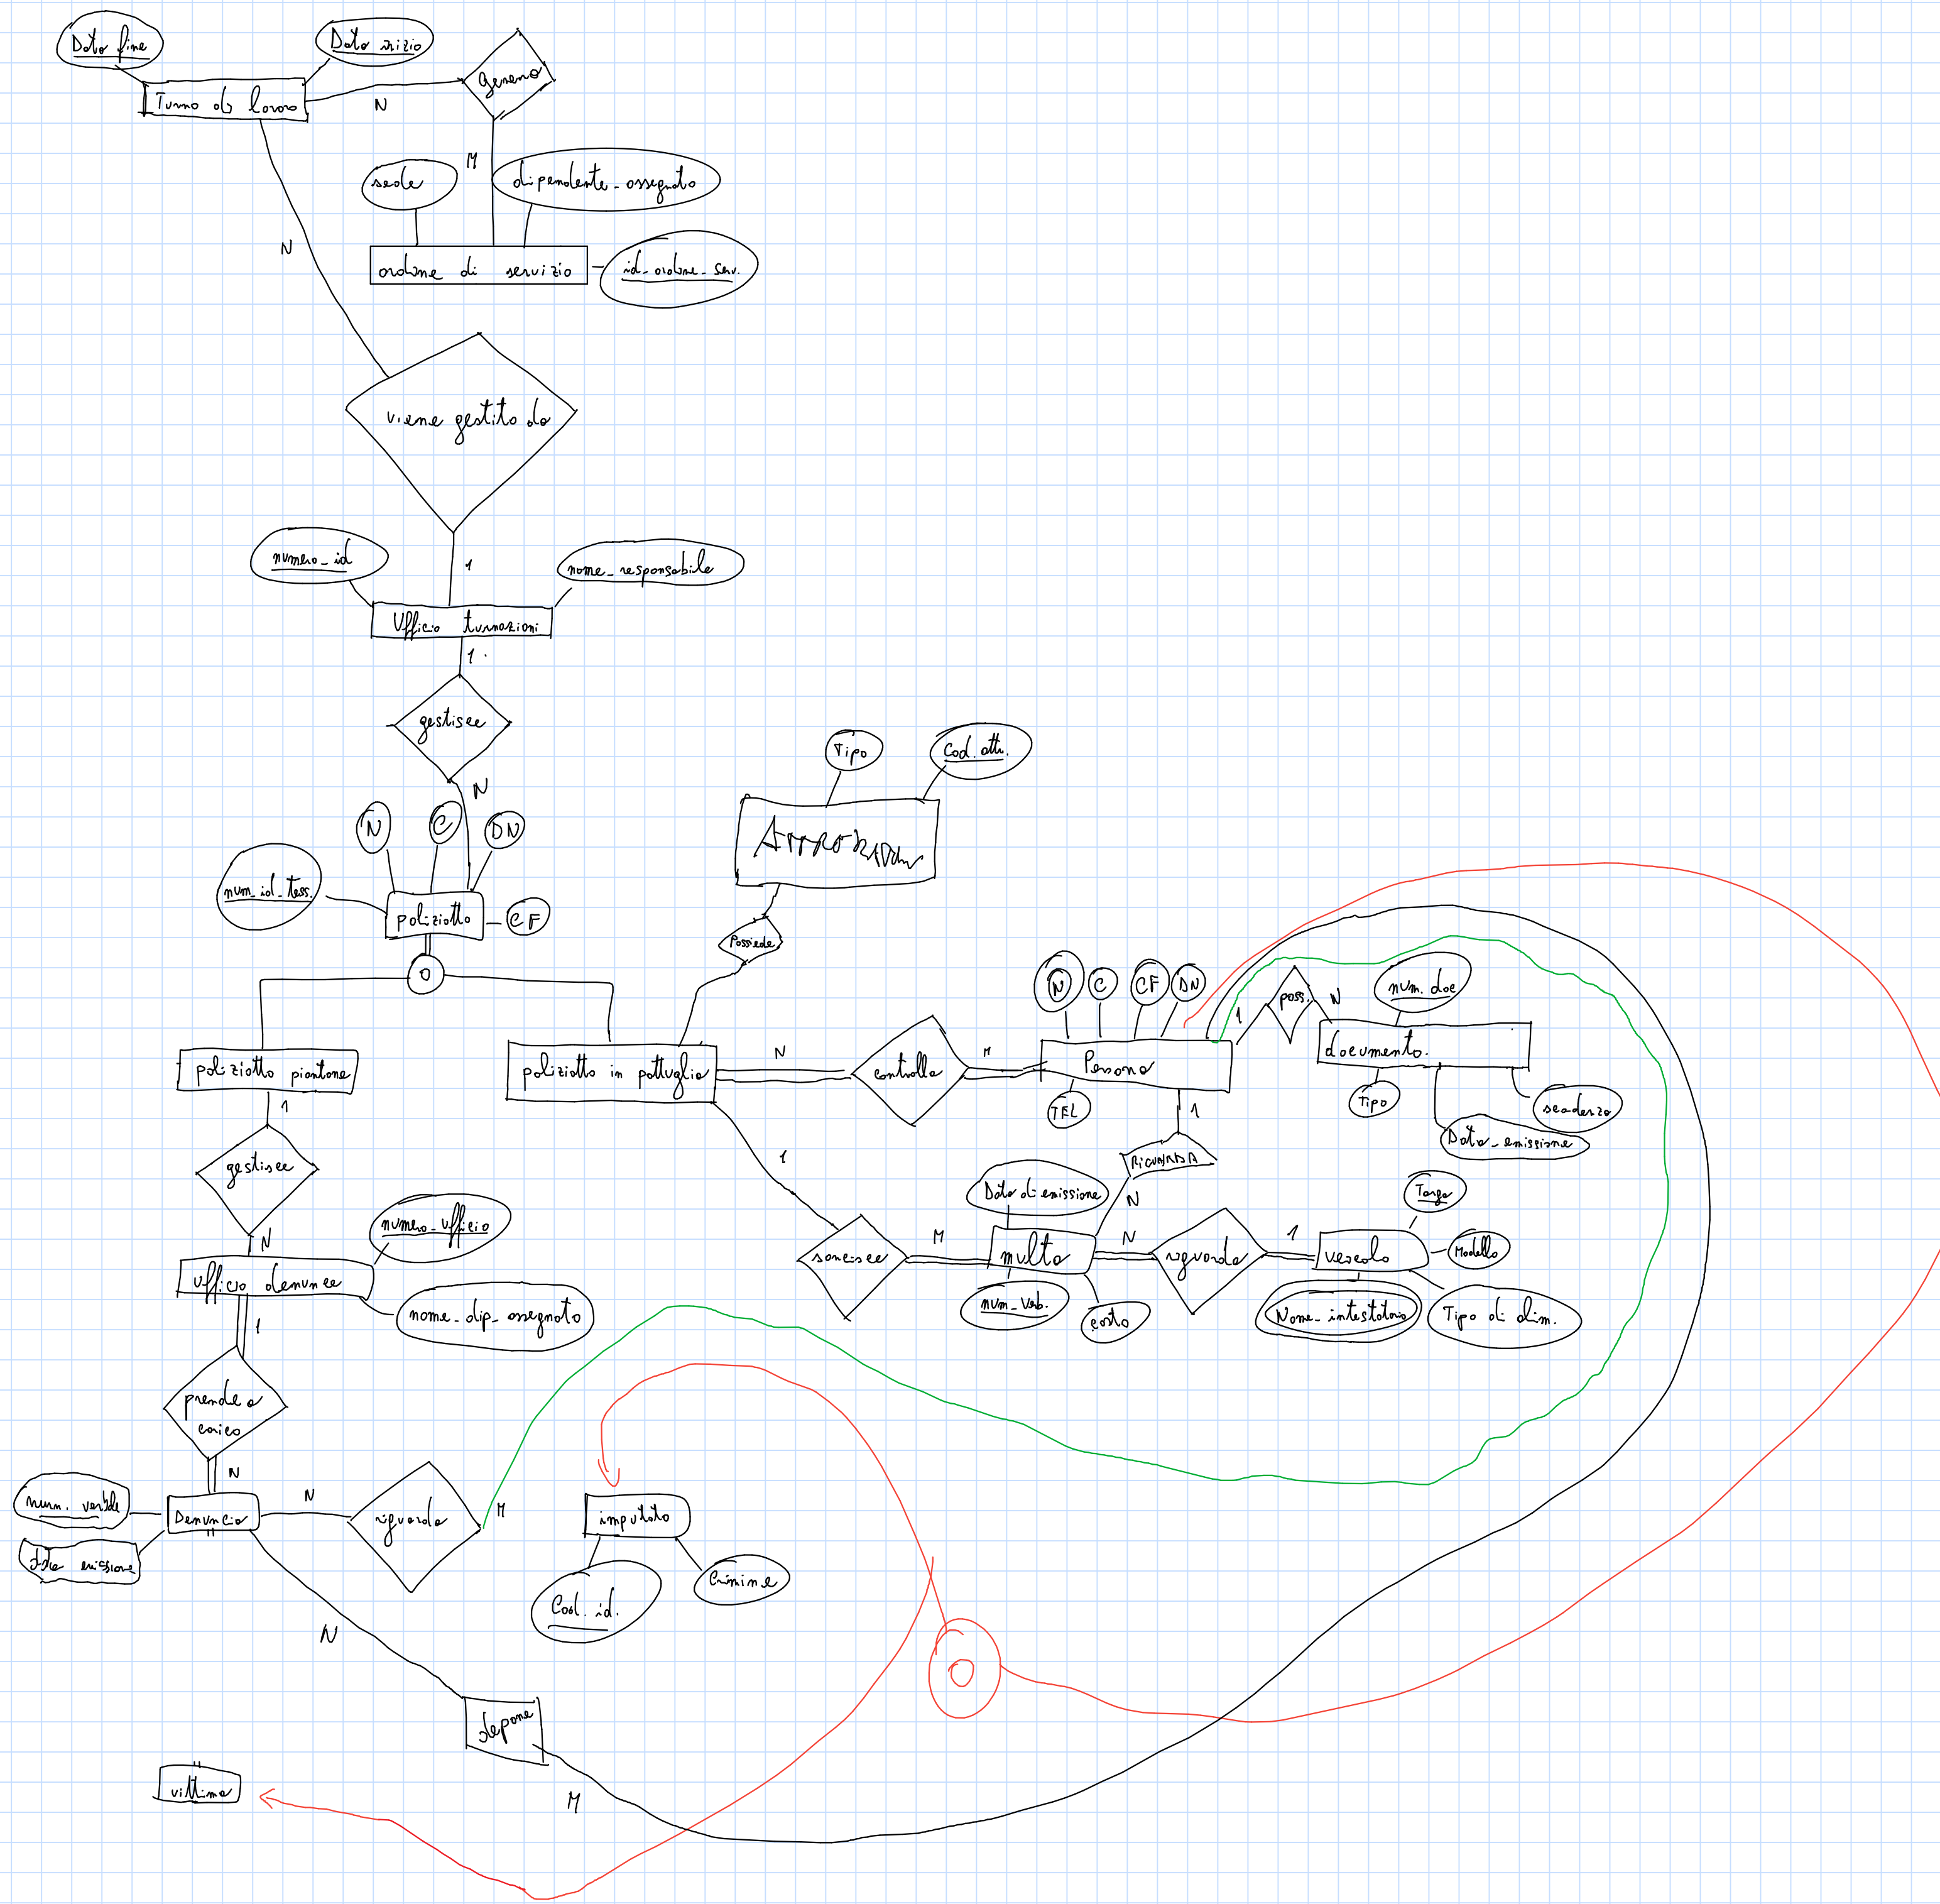 Data fine
Data inizio
Turno di lavoro
N
genera
M
sede
dipendente_assegnato
ordine di servizio
id_ordine_serv.
N
viene gestito da
1
numero_id
nome_responsabile
Ufficio turnazioni
1
gestisce
N
N
C
DN
num_id_tess.
poliziotto
CF
O
Tipo
Cod. att.
Possiede
poliziotto piantone
poliziotto in pattuglia
N
controlla
M
N
C
CF
DN
Persona
TEL
1
poss.
N
num. doc
documento.
Tipo
scadenza
Data_emissione
1
gestisce
N
numero_ufficio
Ufficio denunce
nome_dip_assegnato
1
sancisce
M
1
RIGUARDA
N
Data di emissione
multa
num_verb.
costo
N
riguarda
1
Targa
veicolo
Modello
Nome_intestatario
Tipo di alim.
1
prende a
carico
N
Denuncia
data emissione
N
riguarda
M
imputato
Cod. id.
Crimine
O
N
depone
M
vittima